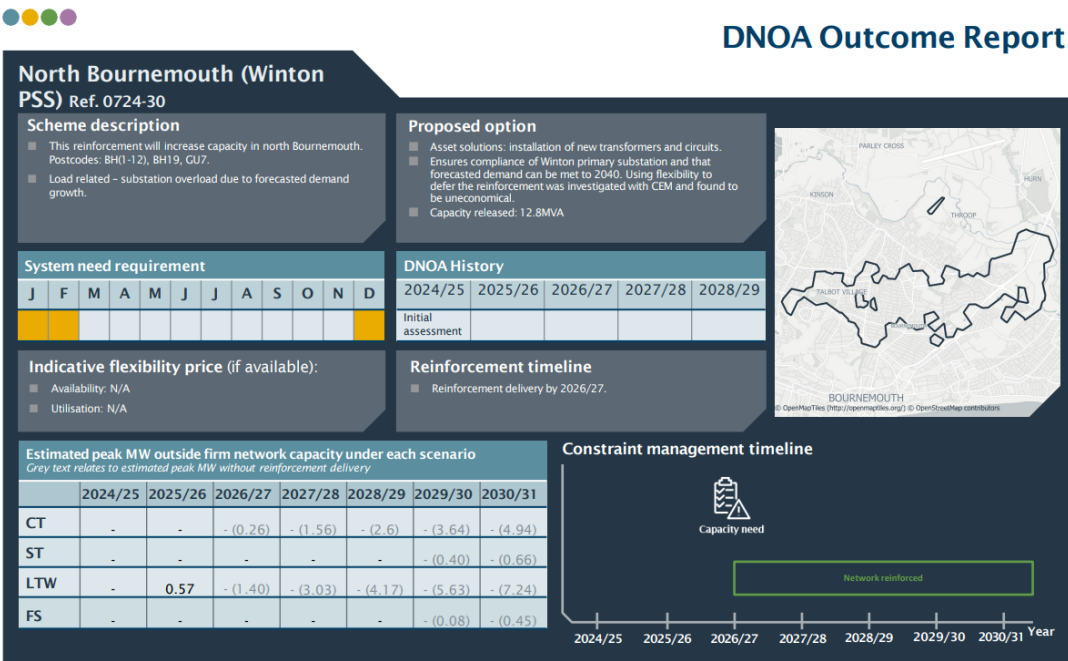 DNOA Outcome Report
North Bournemouth (Winton
PSS) Ref. 0724-30
Scheme description
This reinforcement will increase capacity in north Bournemouth.
Postcodes: BH(1-12), BH19, GU7.
Load related – substation overload due to forecasted demand
growth.
Proposed option
Asset solutions: installation of new transformers and circuits.
Ensures compliance of Winton primary substation and that
forecasted demand can be met to 2040. Using flexibility to
defer the reinforcement was investigated with CEM and found to
be uneconomical.
Capacity released: 12.8MVA
PARLEY CROSS
HURN
KINSON
THROOP
TALBOT VILLAGE
BOURNEMOUTH
© OpenMapTiles [http://openmaptiles.org/] © OpenStreetMap contributors
System need requirement
J F M A M J J A S O N D
DNOA History
2024/25 2025/26 2026/27 2027/28 2028/29
Initial
assessment
Indicative flexibility price (if available):
Availability: N/A
Utilisation: N/A
Reinforcement timeline
Reinforcement delivery by 2026/27.
Estimated peak MW outside firm network capacity under each scenario
Grey text relates to estimated peak MW without reinforcement delivery
2024/25 2025/26 2026/27 2027/28 2028/29 2029/30 2030/31
CT - - - (0.26) - (1.56) - (2.6) - (3.64) - (4.94)
ST - - - - - - (0.40) - (0.66)
LTW - 0.57 - (1.40) - (3.03) - (4.17) - (5.63) - (7.24)
FS - - - - - - (0.08) - (0.45)
Constraint management timeline
Capacity need
Network reinforced
2024/25 2025/26 2026/27 2027/28 2028/29 2029/30 2030/31 Year